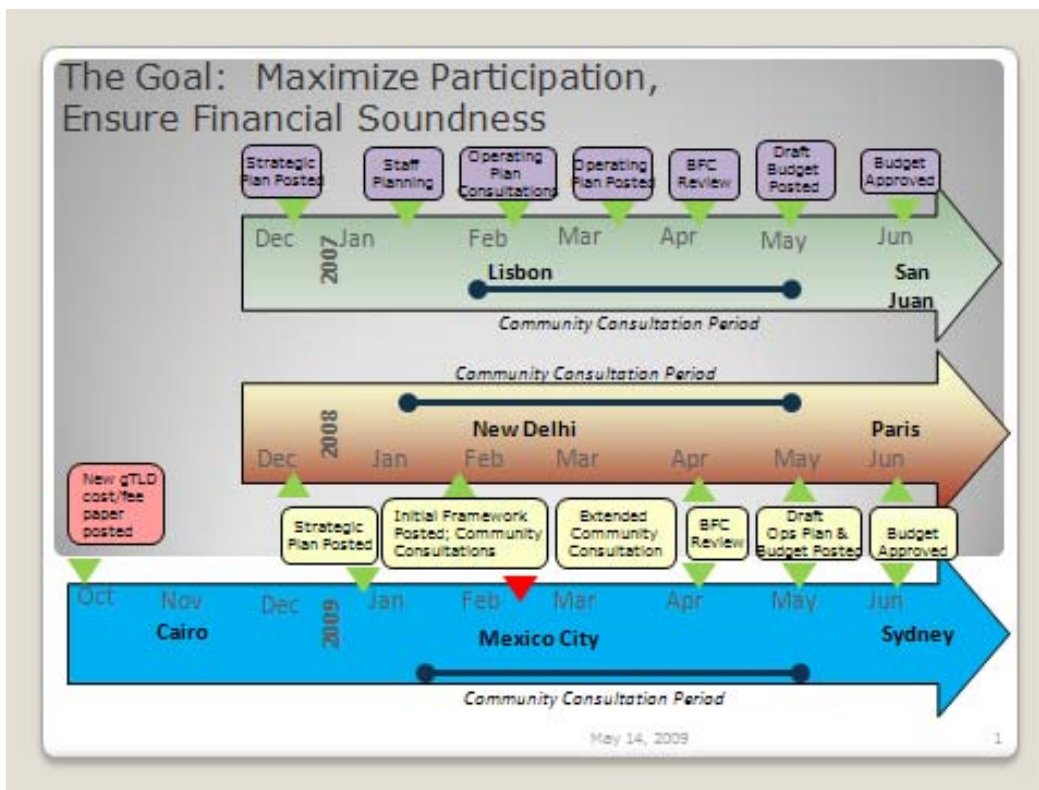 The Goal: Maximize Participation,
Ensure Financial Soundness
Strategic
Plan Posted
Staff
Planning
Operating
Plan
Consultations
Operating
Plan Posted
BFC
Review
Draft
Budget
Posted
Budget
Approved
Dec
2007
Jan
Feb
Mar
Apr
May
Jun
Lisbon
San
Juan
Community Consultation Period
Community Consultation Period
2008
New Delhi
Paris
Dec
Jan
Feb
Mar
Apr
May
Jun
New gTLD
cost/fee
paper
posted
Strategic
Plan Posted
Initial Framework
Posted; Community
Consultations
Extended
Community
Consultation
BFC
Review
Draft
Ops Plan &
Budget Posted
Budget
Approved
Oct
Nov
Dec
2009
Jan
Feb
Mar
Apr
May
Jun
Cairo
Mexico City
Sydney
Community Consultation Period
May 14, 2009
1